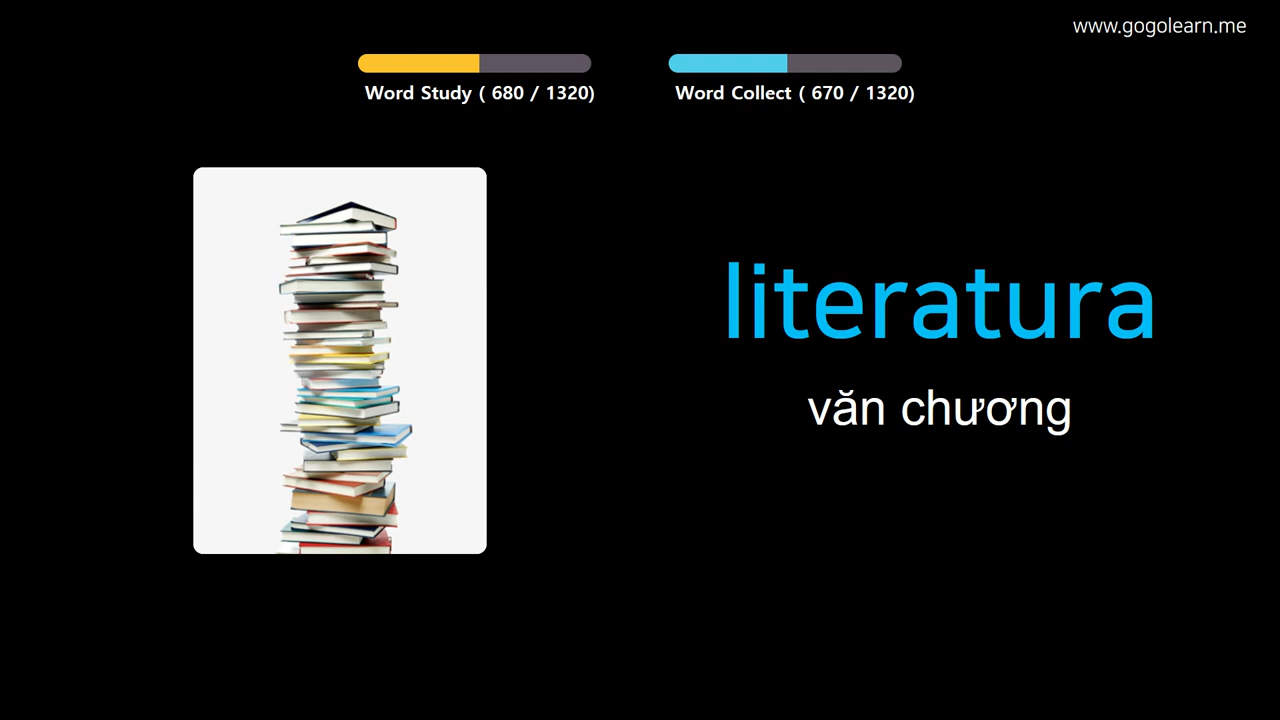 www.gogolearn.me
Word Study ( 680 / 1320)
Word Collect ( 670 / 1320)
literatura
văn chương